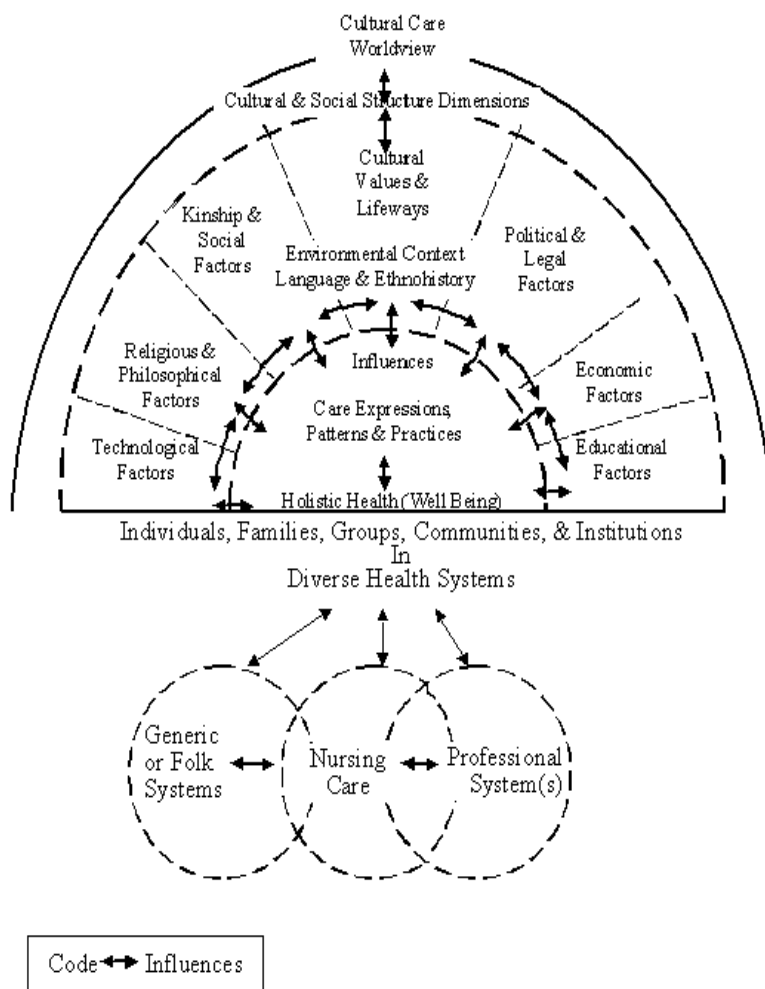 Cultural Care
Worldview
Cultural & Social Structure Dimensions
Cultural
Values &
Lifeways
Kinship &
Social
Factors
Political &
Legal
Factors
Environmental Context
Language & Ethnohistory
Religious &
Philosophical
Factors
Influences
Economic
Factors
Care Expressions,
Patterns & Practices
Technological
Factors
Educational
Factors
Holistic Health (Well Being)
Individuals, Families, Groups, Communities, & Institutions
In
Diverse Health Systems
Generic
or Folk
Systems
Nursing
Care
Professional
System(s)
Code Influences